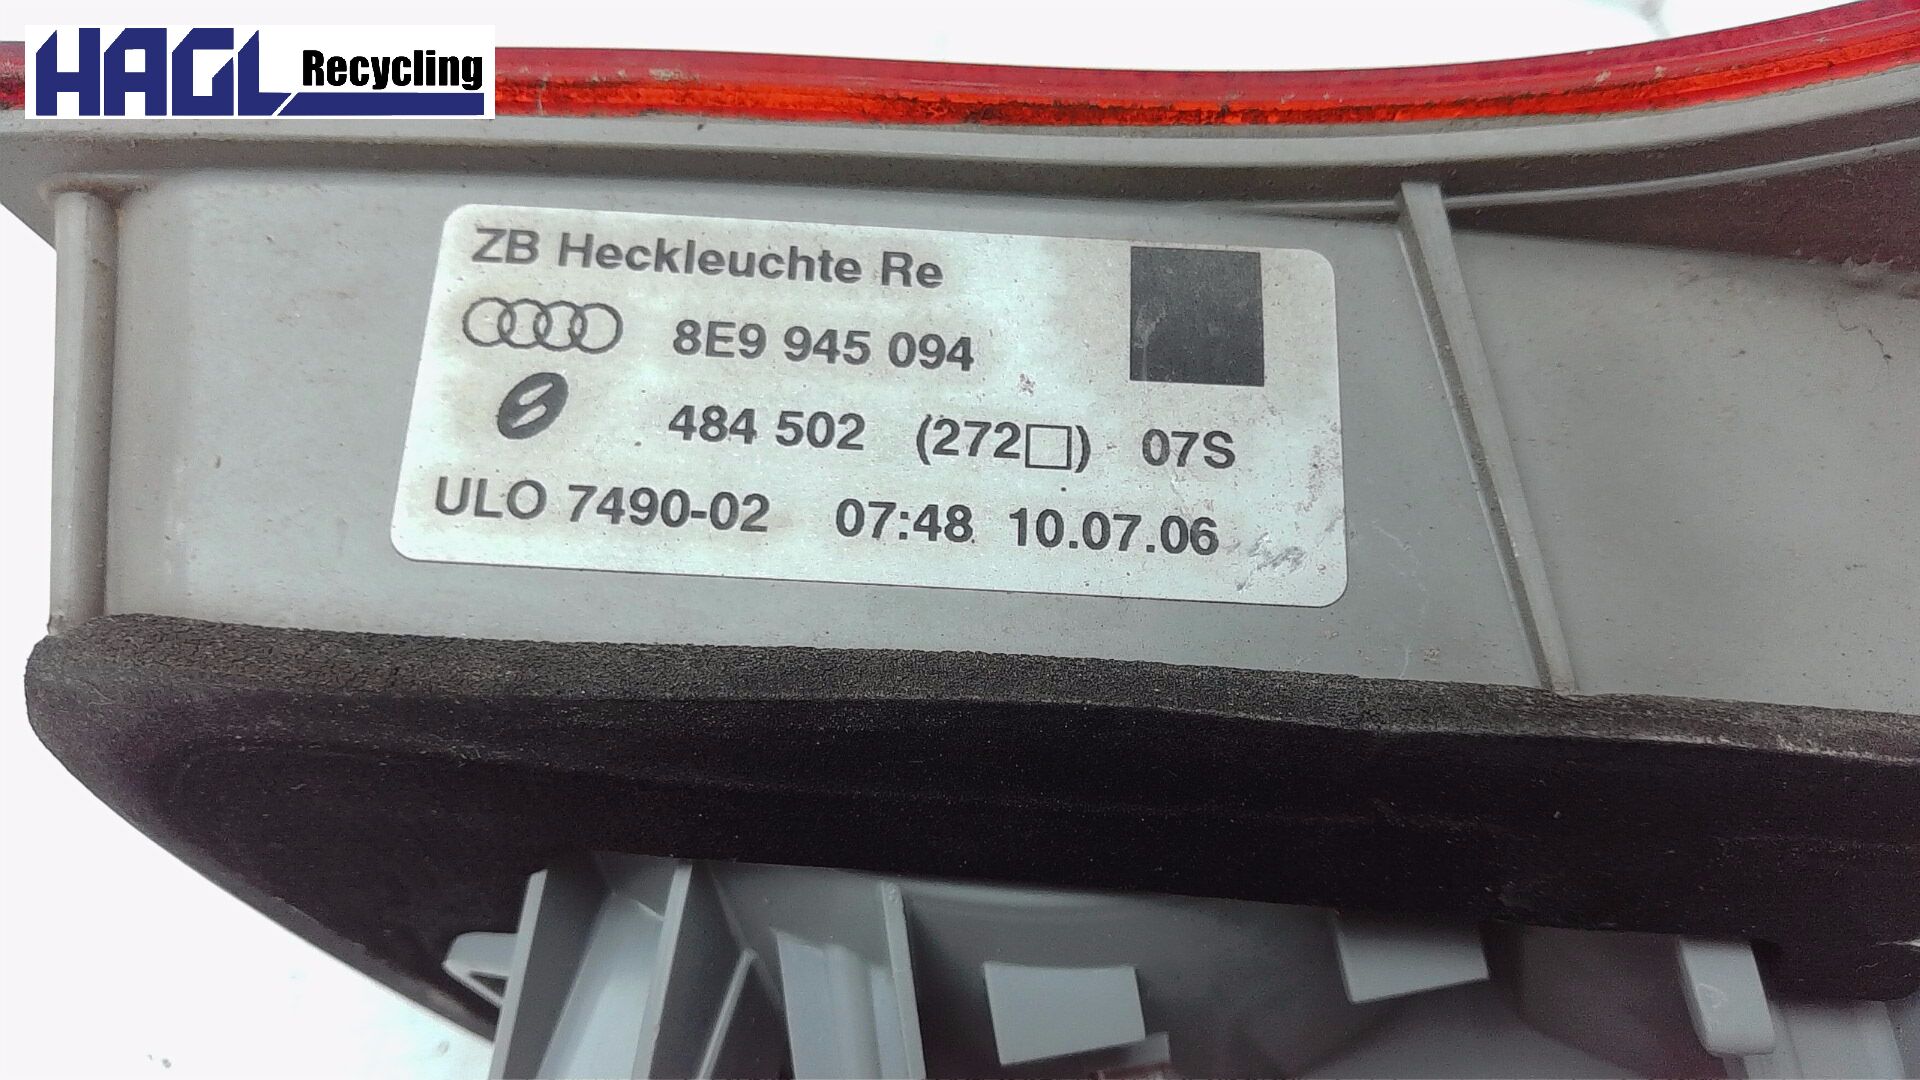 HAGL Recycling
ZB Heckleuchte Re
8E9 945 094
484 502 (272□) 07S
ULO 7490-02 07:48 10.07.06